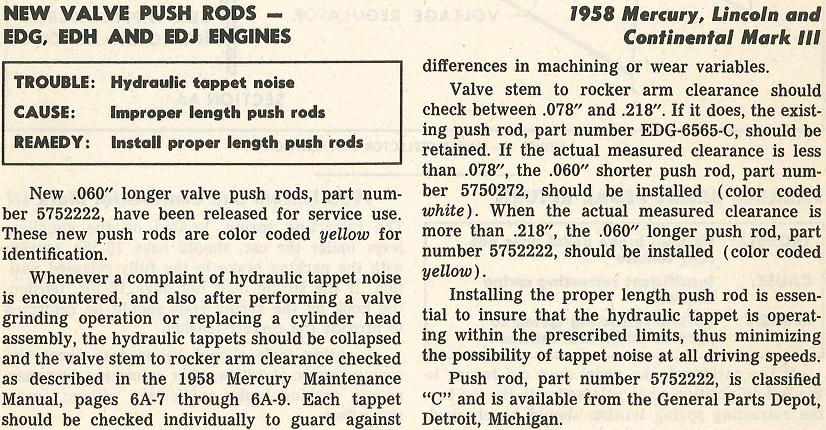 NEW VALVE PUSH RODS —
EDG, EDH AND EDJ ENGINES
1958 Mercury, Lincoln and
Continental Mark III
TROUBLE: Hydraulic tappet noise
CAUSE: Improper length push rods
REMEDY: Install proper length push rods
New .060″ longer valve push rods, part num-
ber 5752222, have been released for service use.
These new push rods are color coded yellow for
identification.
Whenever a complaint of hydraulic tappet noise
is encountered, and also after performing a valve
grinding operation or replacing a cylinder head
assembly, the hydraulic tappets should be collapsed
and the valve stem to rocker arm clearance checked
as described in the 1958 Mercury Maintenance
Manual, pages 6A-7 through 6A-9. Each tappet
should be checked individually to guard against
differences in machining or wear variables.
Valve stem to rocker arm clearance should
check between .078″ and .218″. If it does, the exist-
ing push rod, part number EDG-6565-C, should be
retained. If the actual measured clearance is less
than .078″, the .060″ shorter push rod, part num-
ber 5750272, should be installed (color coded
white). When the actual measured clearance is
more than .218″, the .060″ longer push rod, part
number 5752222, should be installed (color coded
yellow).
Installing the proper length push rod is essen-
tial to insure that the hydraulic tappet is operat-
ing within the prescribed limits, thus minimizing
the possibility of tappet noise at all driving speeds.
Push rod, part number 5752222, is classified
“C” and is available from the General Parts Depot,
Detroit, Michigan.